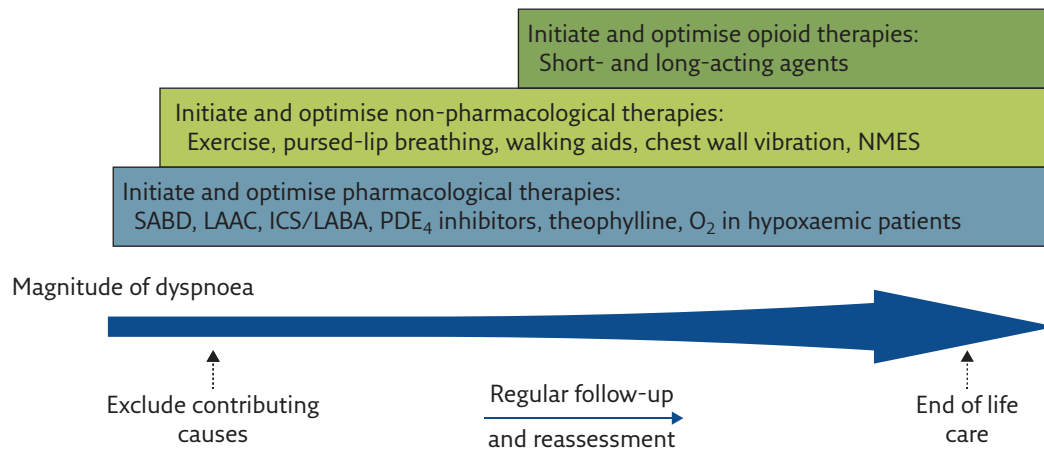 Initiate and optimise opioid therapies:
Short- and long-acting agents
Initiate and optimise non-pharmacological therapies:
Exercise, pursed-lip breathing, walking aids, chest wall vibration, NMES
Initiate and optimise pharmacological therapies:
SABD, LAAC, ICS/LABA, PDE₄ inhibitors, theophylline, O₂ in hypoxaemic patients
Magnitude of dyspnoea
Exclude contributing
causes
Regular follow-up
and reassessment
End of life
care